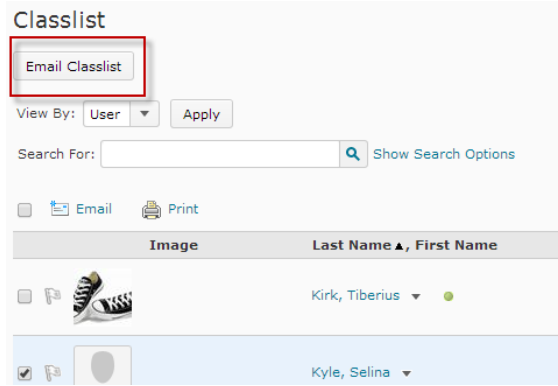 Classlist
Email Classlist
View By: User Apply
Search For: Show Search Options
Email Print
Image Last Name ▲, First Name
Kirk, Tiberius
Kyle, Selina